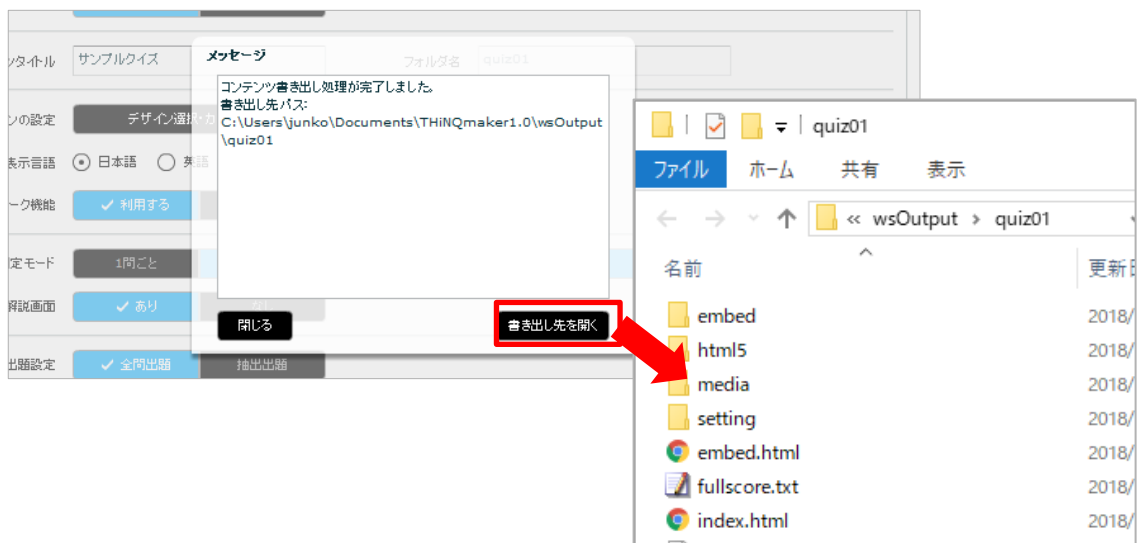 ンタイトル サンプルクイズ フォルダ名 quiz01
メッセージ
コンテンツ書き出し処理が完了しました。
書き出し先パス:
C:\Users\junko\Documents\THiNQmaker1.0\wsOutput
\quiz01
ンの設定 デザイン選択・カ
表示言語 日本語 英語
ーク機能 利用する
定モード 1問ごと
解説画面 あり なし
閉じる 書き出し先を開く
出題設定 全問出題 抽出出題
quiz01
ファイル ホーム 共有 表示
« wsOutput › quiz01
名前 更新日
embed 2018/
html5 2018/
media 2018/
setting 2018/
embed.html 2018/
fullscore.txt 2018/
index.html 2018/